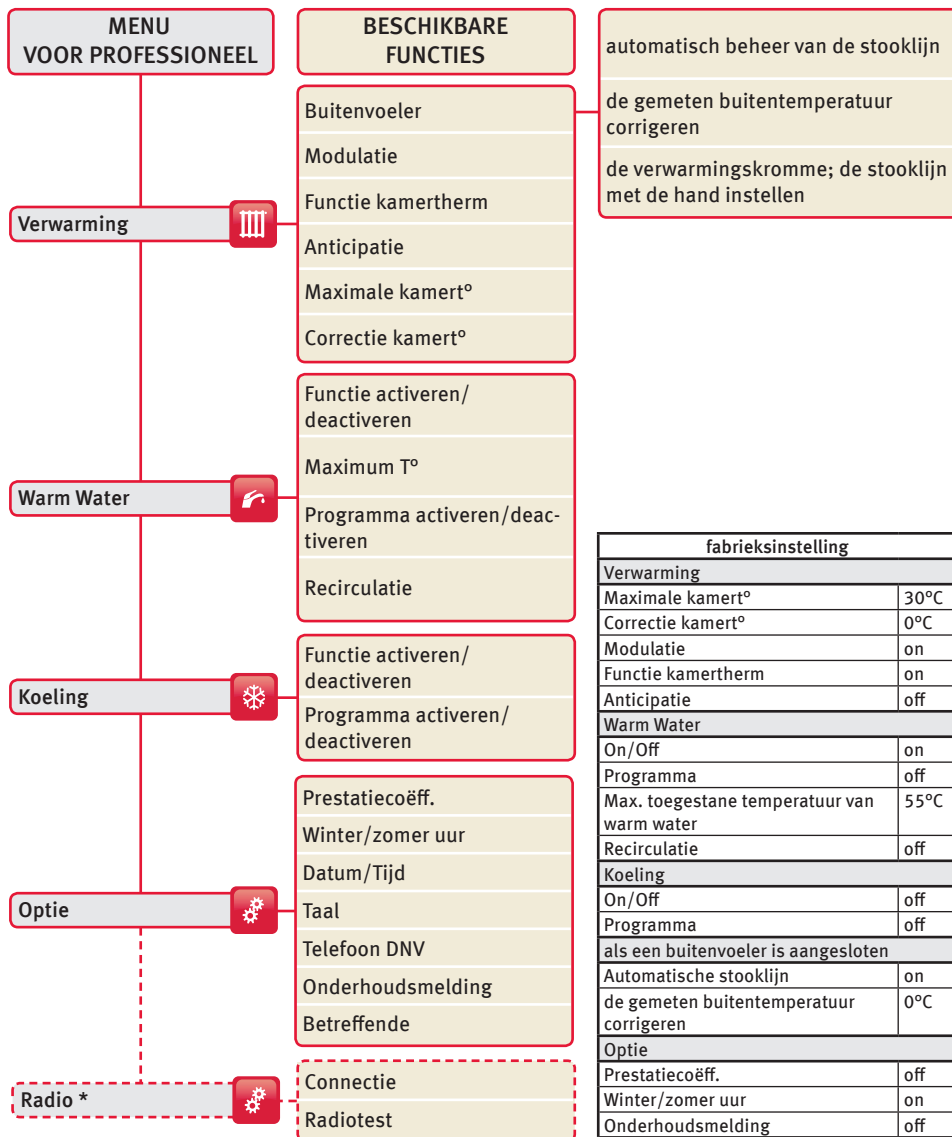 MENU
VOOR PROFESSIONEEL
BESCHIKBARE
FUNCTIES
automatisch beheer van de stooklijn
de gemeten buitentemperatuur
corrigeren
de verwarmingskromme; de stooklijn
met de hand instellen
Verwarming
Buitenvoeler
Modulatie
Functie kamertherm
Anticipatie
Maximale kamert°
Correctie kamert°
Warm Water
Functie activeren/
deactiveren
Maximum T°
Programma activeren/deac-
tiveren
Recirculatie
Koeling
Functie activeren/
deactiveren
Programma activeren/
deactiveren
Optie
Prestatiecoëff.
Winter/zomer uur
Datum/Tijd
Taal
Telefoon DNV
Onderhoudsmelding
Betreffende
Radio *
Connectie
Radiotest
fabrieksinstelling
Verwarming
Maximale kamert° 30°C
Correctie kamert° 0°C
Modulatie on
Functie kamertherm on
Anticipatie off
Warm Water
On/Off on
Programma off
Max. toegestane temperatuur van 55°C
warm water
Recirculatie off
Koeling
On/Off off
Programma off
als een buitenvoeler is aangesloten
Automatische stooklijn on
de gemeten buitentemperatuur 0°C
corrigeren
Optie
Prestatiecoëff. off
Winter/zomer uur on
Onderhoudsmelding off